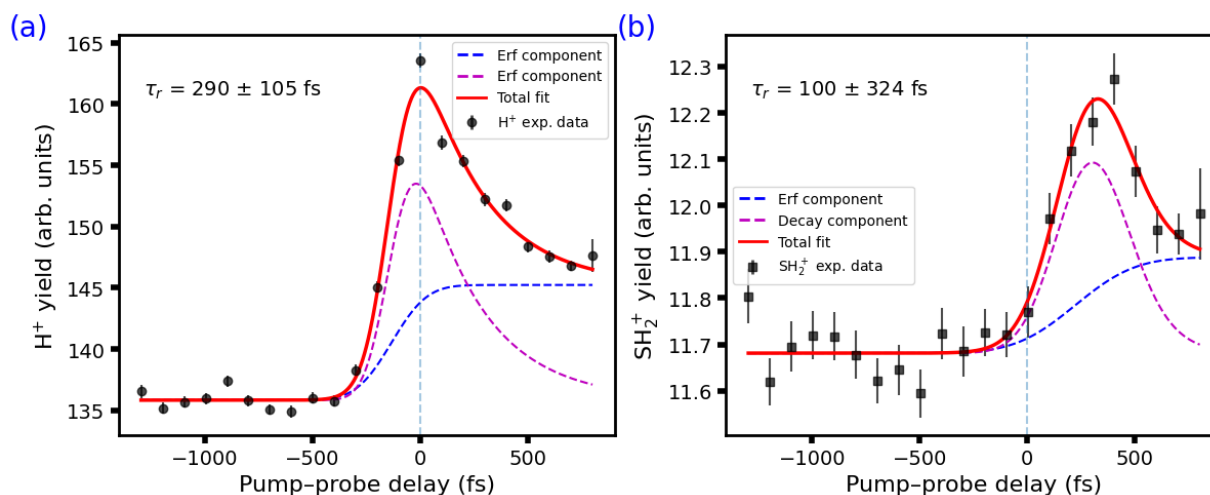 (a)
H⁺ yield (arb. units)
165
160
155
150
145
140
135
τᵣ = 290 ± 105 fs
Erf component
Erf component
Total fit
H⁺ exp. data
−1000
−500
0
500
Pump–probe delay (fs)
(b)
SH₂⁺ yield (arb. units)
12.3
12.2
12.1
12.0
11.9
11.8
11.7
11.6
τᵣ = 100 ± 324 fs
Erf component
Decay component
Total fit
SH₂⁺ exp. data
−1000
−500
0
500
Pump–probe delay (fs)